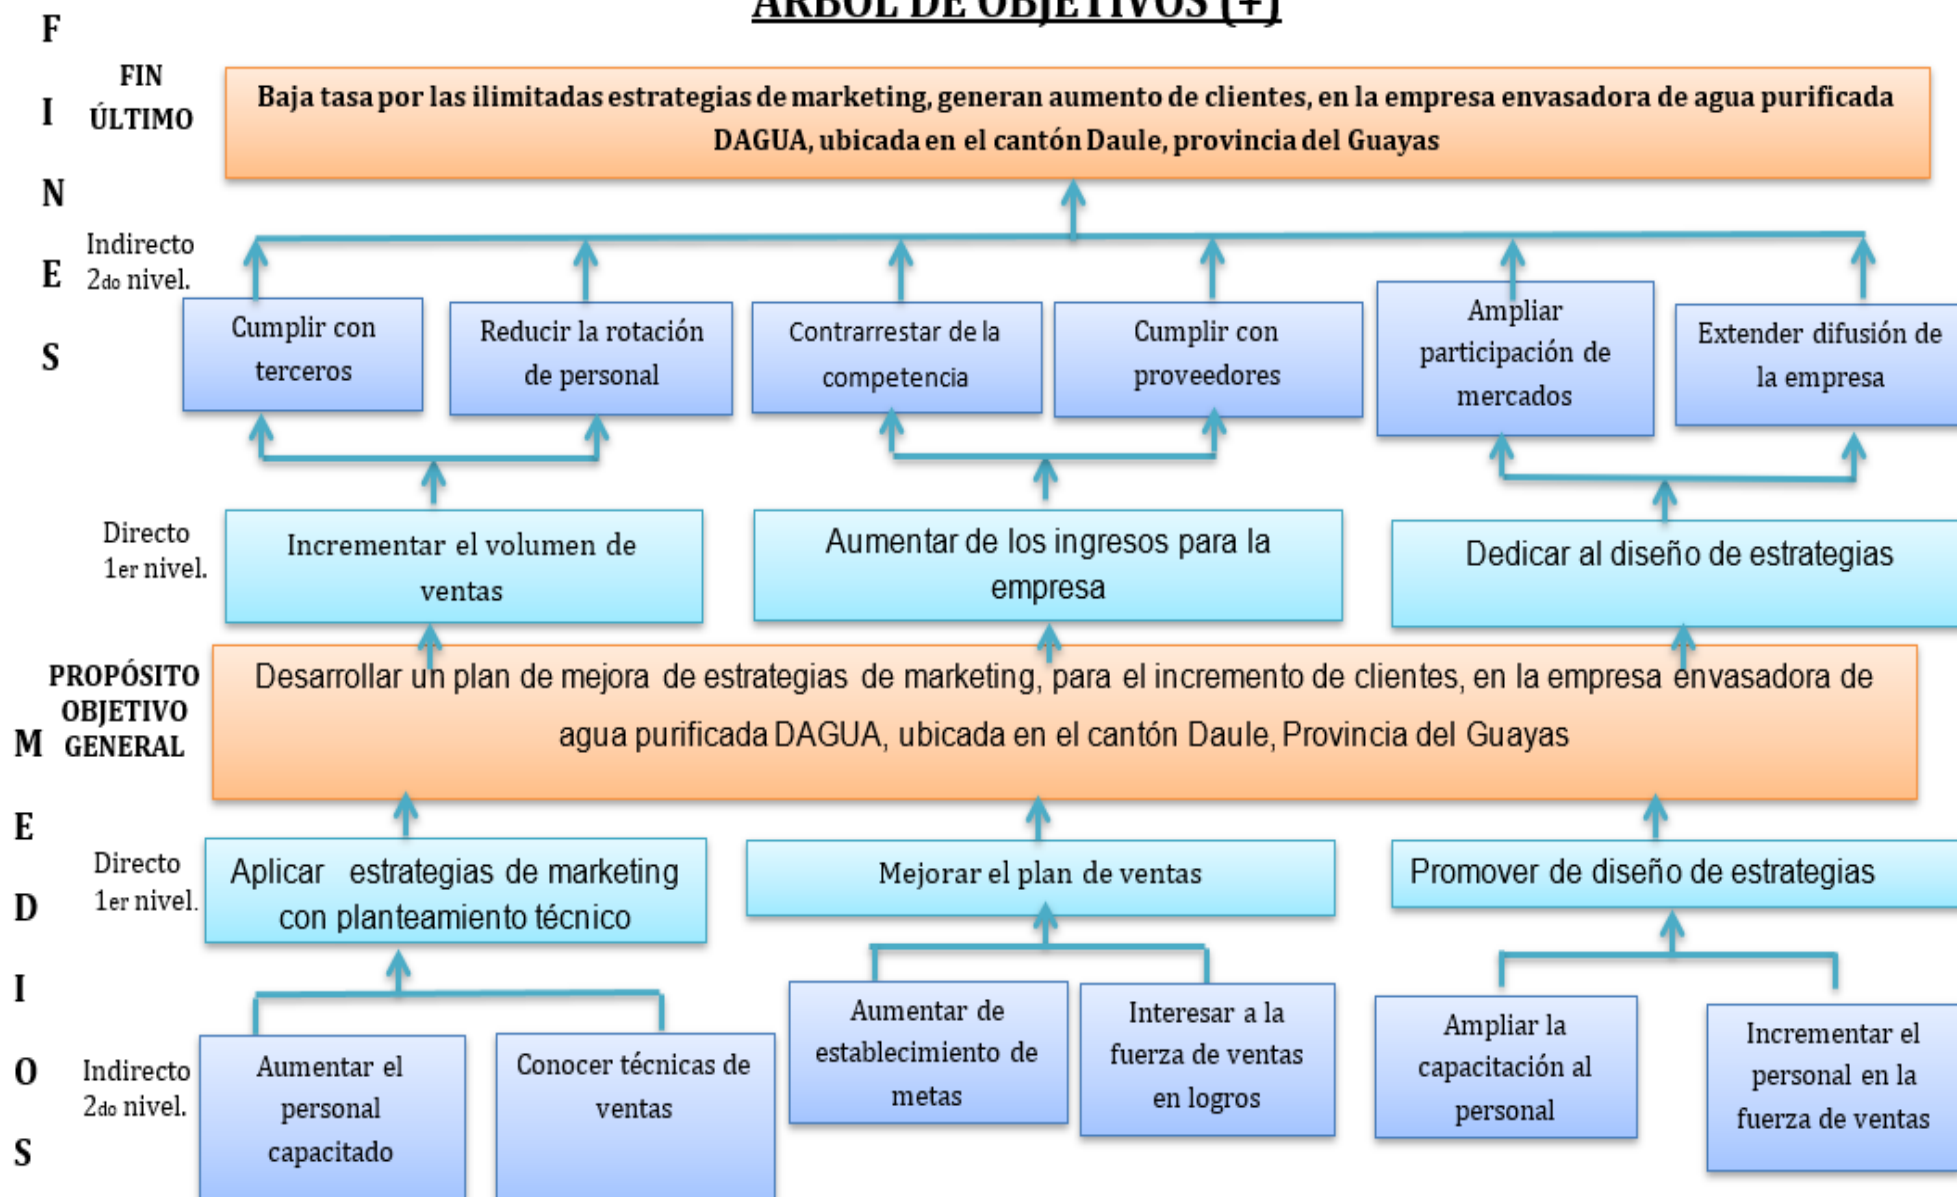 ÁRBOL DE OBJETIVOS (+)
F
I
N
E
S
FIN
ÚLTIMO
Baja tasa por las ilimitadas estrategias de marketing, generan aumento de clientes, en la empresa envasadora de agua purificada
DAGUA, ubicada en el cantón Daule, provincia del Guayas
Indirecto
2do nivel.
Cumplir con
terceros
Reducir la rotación
de personal
Contrarrestar de la
competencia
Cumplir con
proveedores
Ampliar
participación de
mercados
Extender difusión de
la empresa
Directo
1er nivel.
Incrementar el volumen de
ventas
Aumentar de los ingresos para la
empresa
Dedicar al diseño de estrategias
PROPÓSITO
OBJETIVO
GENERAL
Desarrollar un plan de mejora de estrategias de marketing, para el incremento de clientes, en la empresa envasadora de
agua purificada DAGUA, ubicada en el cantón Daule, Provincia del Guayas
M
E
D
I
O
S
Directo
1er nivel.
Aplicar estrategias de marketing
con planteamiento técnico
Mejorar el plan de ventas
Promover de diseño de estrategias
Indirecto
2do nivel.
Aumentar el
personal
capacitado
Conocer técnicas de
ventas
Aumentar de
establecimiento de
metas
Interesar a la
fuerza de ventas
en logros
Ampliar la
capacitación al
personal
Incrementar el
personal en la
fuerza de ventas